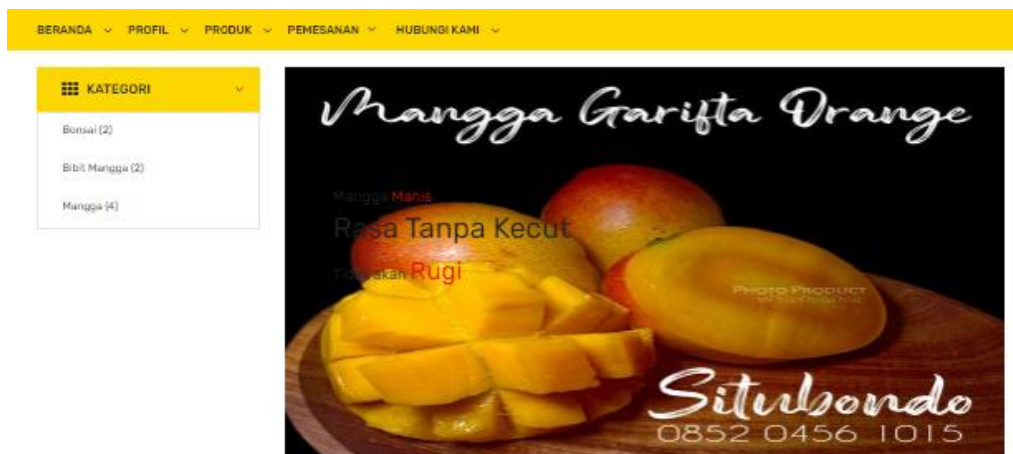 BERANDA PROFIL PRODUK PEMESANAN HUBUNGI KAMI
KATEGORI
Bonsai (2)
Bibit Mangga (2)
Mangga (4)
Mangga Garifta Orange
Mangga Manis
Rasa Tanpa Kecut
akan Rugi
PHOTO PRODUCT
Situbondo
0852 0456 1015